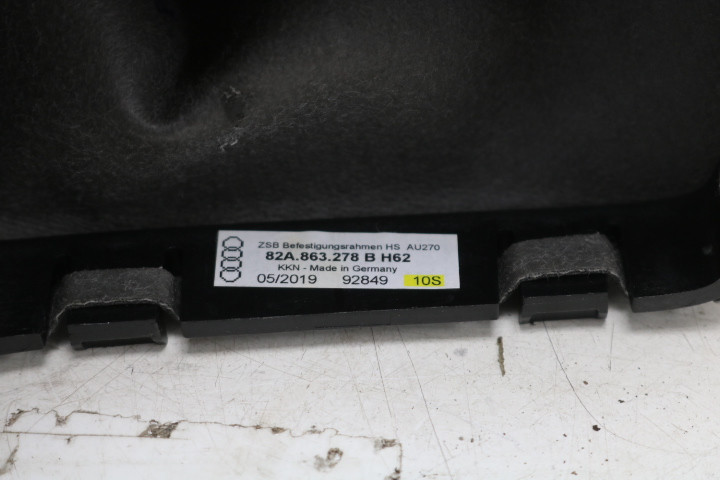 ZSB Befestigungsrahmen HS AU270
82A.863.278 B H62
KKN - Made in Germany
05/2019 92849 10S